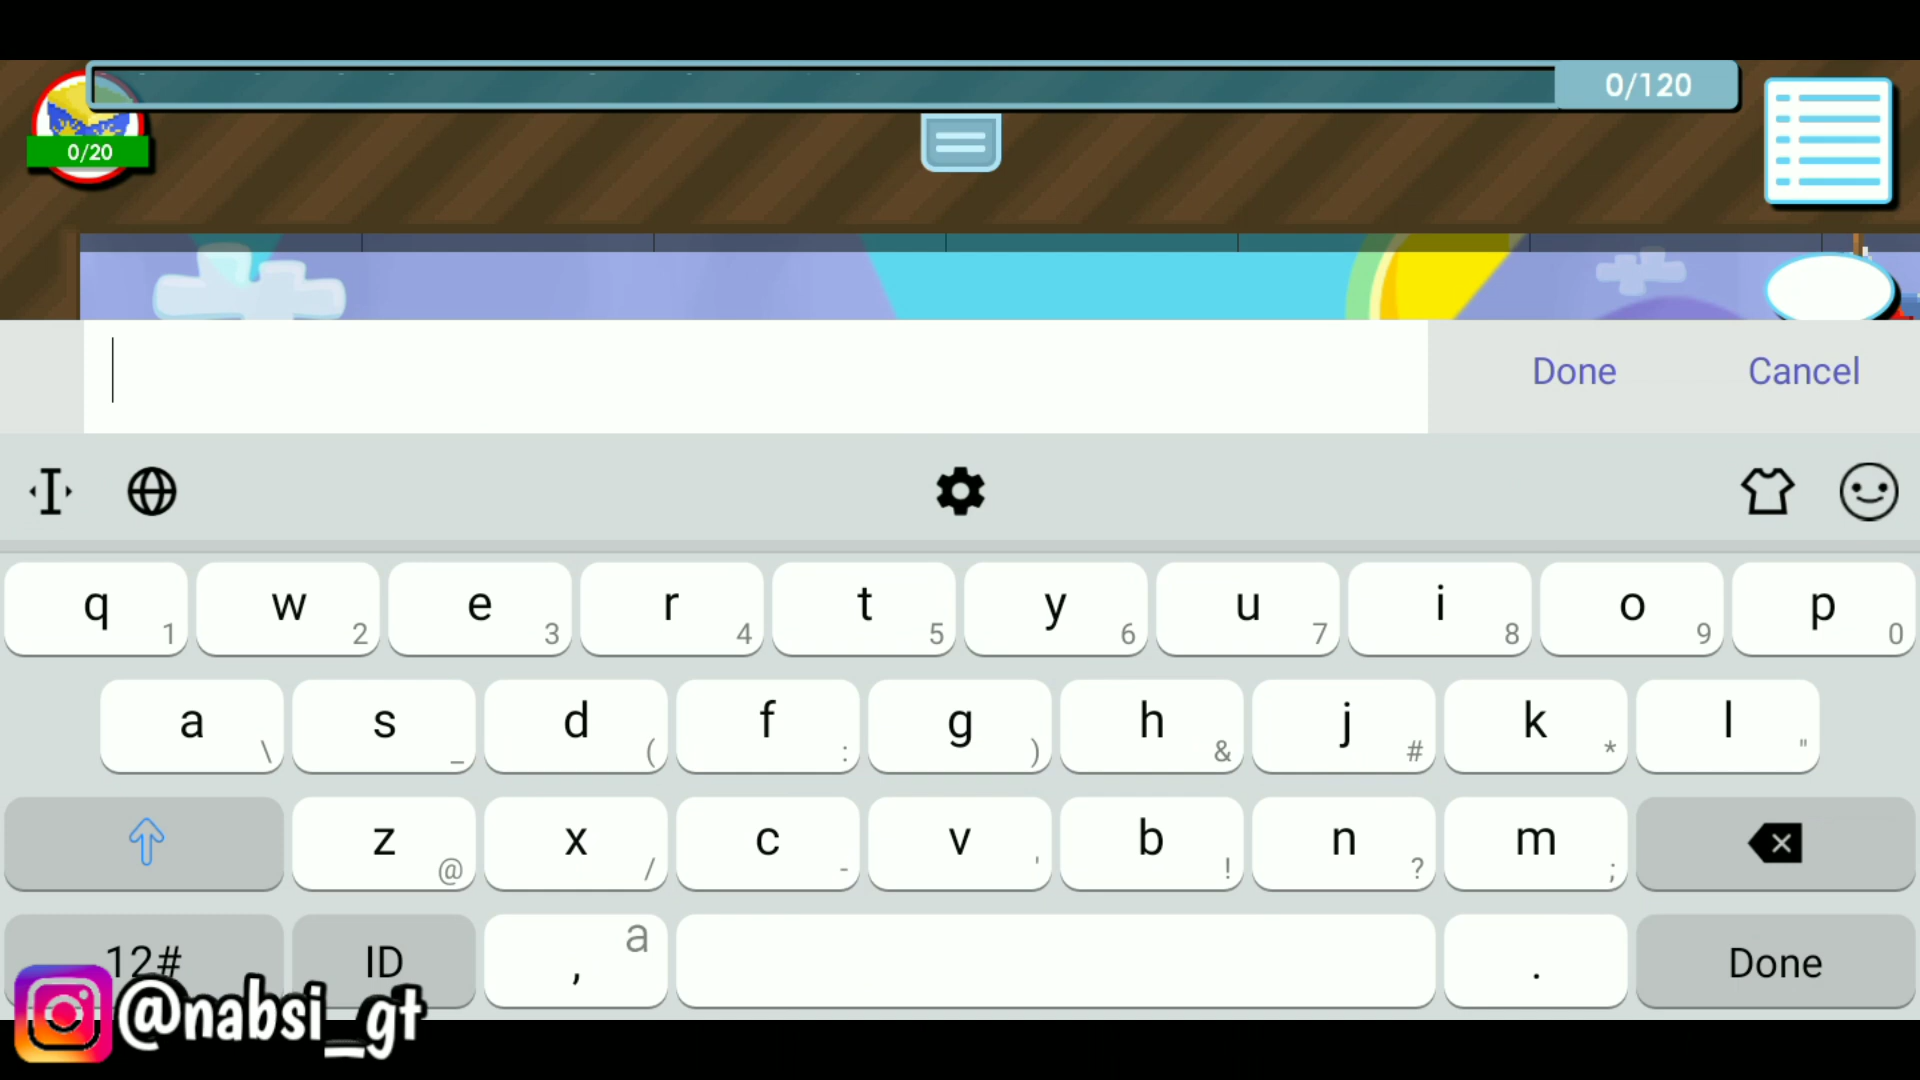 0/120
0/20
Done Cancel
q 1 w 2 e 3 r 4 t 5 y 6 u 7 i 8 o 9 p 0
a \ s _ d ( f : g ) h & j # k * l "
z @ x / c - v ' b ! n ? m ;
12# ID , a . Done
@nabsi_gt